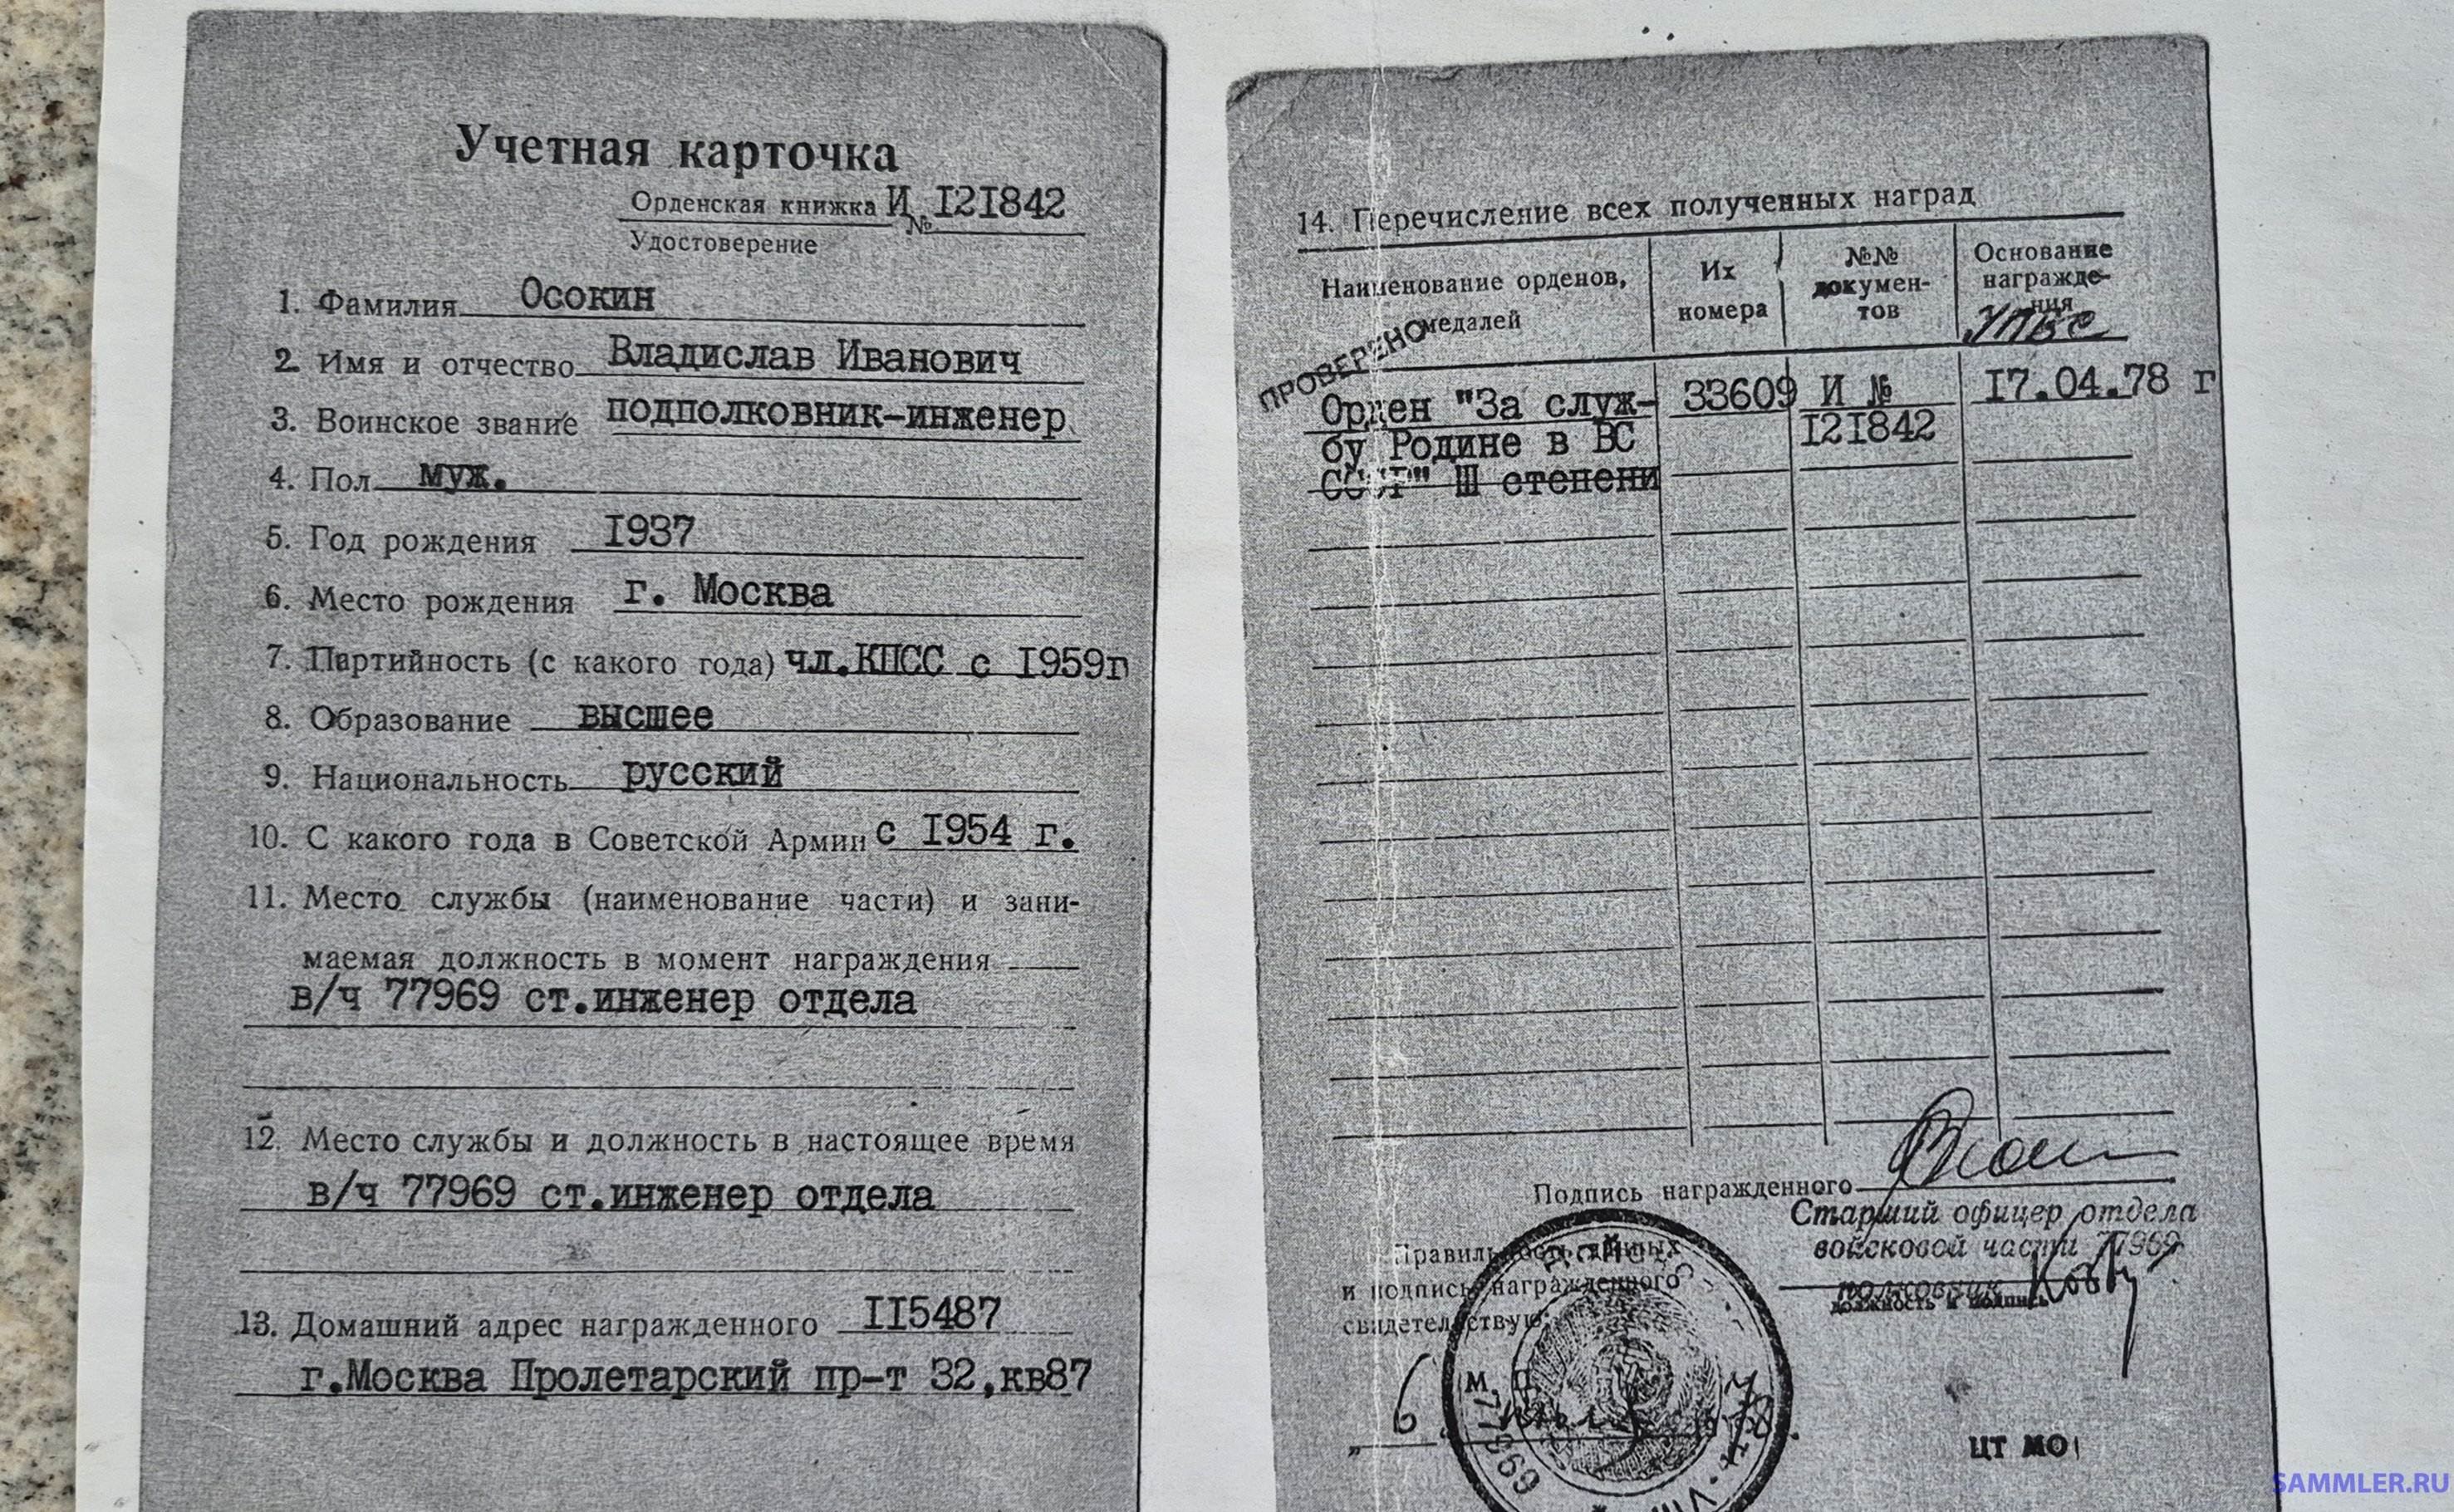 Учетная карточка
Орденская книжка И № I2I842
Удостоверение
1. Фамилия Осокин
2. Имя и отчество Владислав Иванович
3. Воинское звание подполковник-инженер
4. Пол муж.
5. Год рождения I937
6. Место рождения г. Москва
7. Партийность (с какого года) чл.КПСС с I959г
8. Образование высшее
9. Национальность русский
10. С какого года в Советской Армии с I954 г.
11. Место службы (наименование части) и зани-
маемая должность в момент награждения
в/ч 77969 ст.инженер отдела
12. Место службы и должность в настоящее время
в/ч 77969 ст.инженер отдела
13. Домашний адрес награжденного II5487
г.Москва Пролетарский пр-т 32,кв87
14. Перечисление всех полученных наград
Наименование орденов, медалей
Их номера
№№ докумен-
тов
Основание
награжде-
ния
ПРОВЕРЕНО
Орден "За служ- 33609 И № I7.04.78 г
бу Родине в ВС I2I842
СССР" III степени
Подпись награжденного
Старший офицер отдела
войсковой части 77969
полковник
должность и подпись
Правильность данных
и подпись награжденного
свидетельствую:
М. П.
6
77969
ЦТ МО
SAMMLER.RU